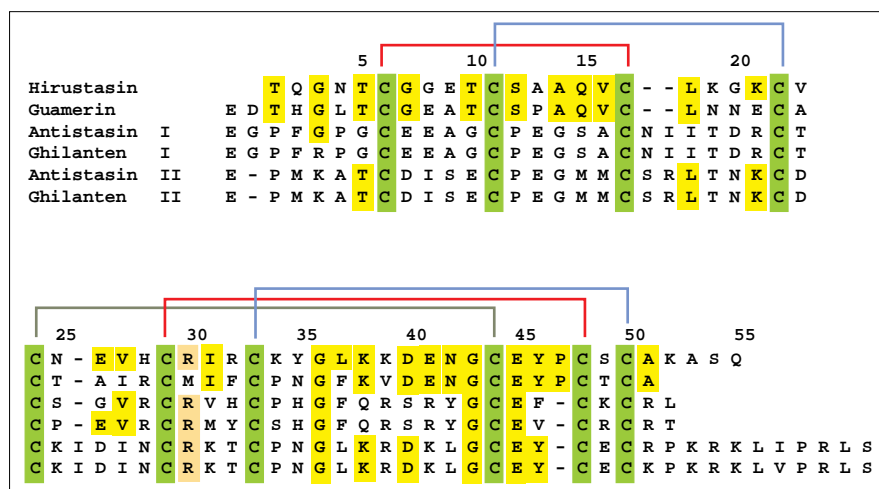 5 10 15 20
Hirustasin T Q G N T C G G E T C S A A Q V C - - L K G K C V
Guamerin E D T H G L T C G E A T C S P A Q V C - - L N N E C A
Antistasin I E G P F G P G C E E A G C P E G S A C N I I T D R C T
Ghilanten I E G P F R P G C E E A G C P E G S A C N I I T D R C T
Antistasin II E - P M K A T C D I S E C P E G M M C S R L T N K C D
Ghilanten II E - P M K A T C D I S E C P E G M M C S R L T N K C D
25 30 35 40 45 50 55
C N - E V H C R I R C K Y G L K K D E N G C E Y P C S C A K A S Q
C T - A I R C M I F C P N G F K V D E N G C E Y P C T C A
C S - G V R C R V H C P H G F Q R S R Y G C E F - C K C R L
C P - E V R C R M Y C S H G F Q R S R Y G C E V - C R C R T
C K I D I N C R K T C P N G L K R D K L G C E Y - C E C R P K R K L I P R L S
C K I D I N C R K T C P N G L K R D K L G C E Y - C E C K P K R K L V P R L S